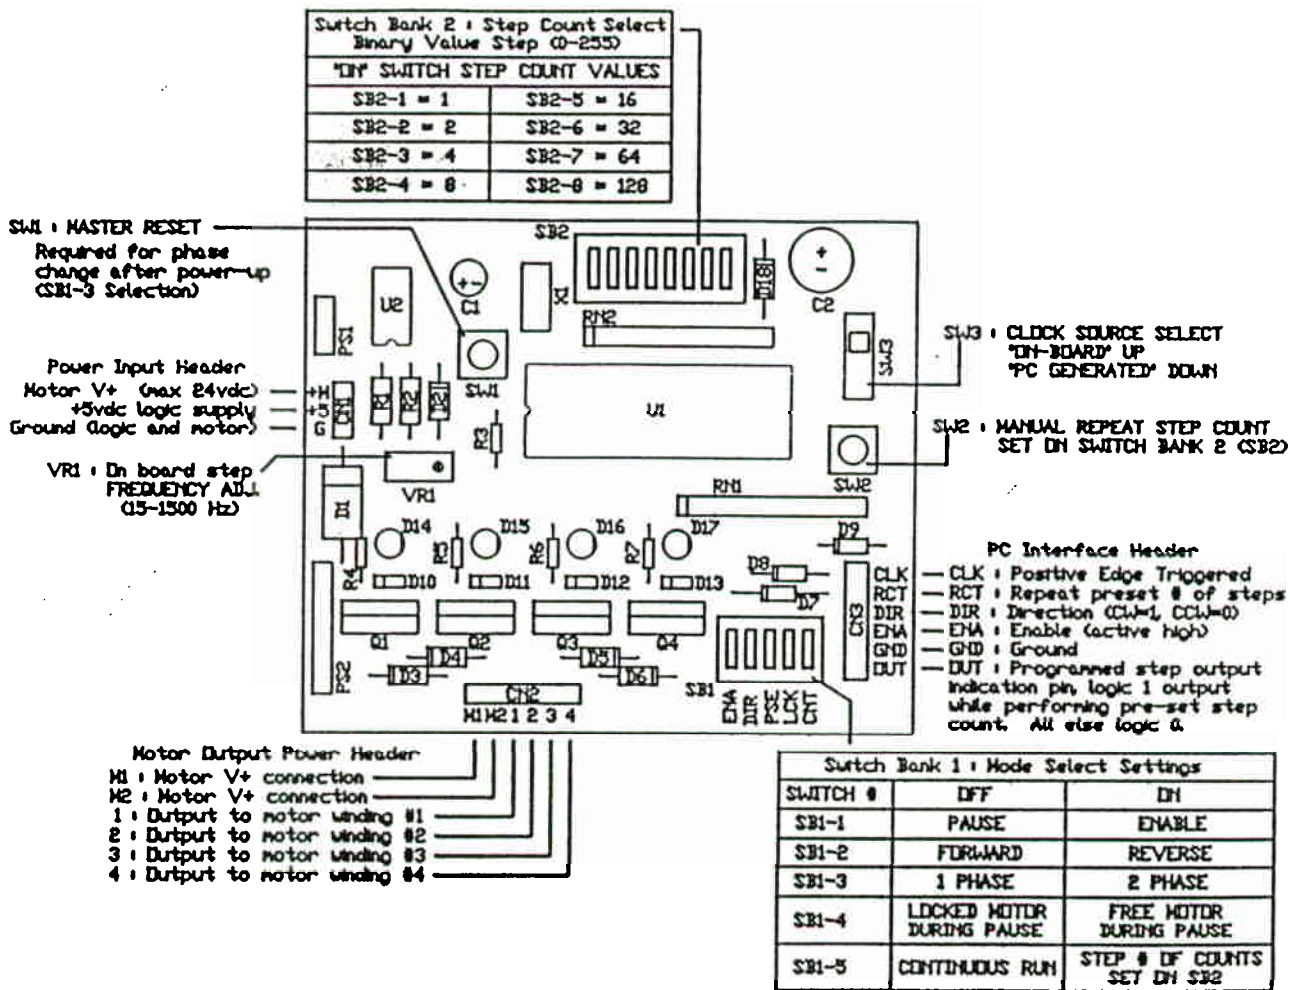 Switch Bank 2 : Step Count Select
Binary Value Step (0-255)
"ON" SWITCH STEP COUNT VALUES
SB2-1 = 1 SB2-5 = 16
SB2-2 = 2 SB2-6 = 32
SB2-3 = 4 SB2-7 = 64
SB2-4 = 8 SB2-8 = 128
SW1 : MASTER RESET
Required for phase
change after power-up
(SB1-3 Selection)
Power Input Header
Motor V+ (max 24vdc)
+5vdc logic supply
Ground (logic and motor)
+M
+5
G
VR1 : On board step
FREQUENCY ADJ.
(15-1500 Hz)
SB2
D18
C2
X1
RN2
C1
U2
PS1
SW1
SW3
CN1
R1
R2
D2
R3
U1
SW2
VR1
RN1
D1
D14
D15
D16
D17
D9
R4
R5
R6
R7
D10
D11
D12
D13
D8
D7
Q1
Q2
Q3
Q4
D4
D5
D3
D6
PS2
CN2
M1 M2 1 2 3 4
SB1
ENA
DIR
PSE
LCK
CNT
CN3
CLK
RCT
DIR
ENA
GND
OUT
SW3 : CLOCK SOURCE SELECT
"ON-BOARD" UP
"PC GENERATED" DOWN
SW2 : MANUAL REPEAT STEP COUNT
SET ON SWITCH BANK 2 (SB2)
PC Interface Header
CLK : Positive Edge Triggered
RCT : Repeat preset # of steps
DIR : Direction (CW=1, CCW=0)
ENA : Enable (active high)
GND : Ground
OUT : Programmed step output
indication pin, logic 1 output
while performing pre-set step
count. All else logic 0.
Motor Output Power Header
M1 : Motor V+ connection
M2 : Motor V+ connection
1 : Output to motor winding #1
2 : Output to motor winding #2
3 : Output to motor winding #3
4 : Output to motor winding #4
Switch Bank 1 : Mode Select Settings
SWITCH # OFF ON
SB1-1 PAUSE ENABLE
SB1-2 FORWARD REVERSE
SB1-3 1 PHASE 2 PHASE
SB1-4 LOCKED MOTOR DURING PAUSE FREE MOTOR DURING PAUSE
SB1-5 CONTINUOUS RUN STEP # OF COUNTS SET ON SB2